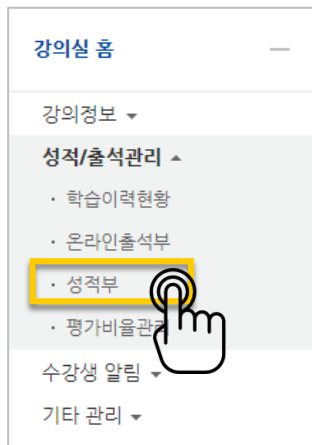 강의실 홈
강의정보
성적/출석관리
· 학습이력현황
· 온라인출석부
· 성적부
· 평가비율관리
수강생 알림
기타 관리